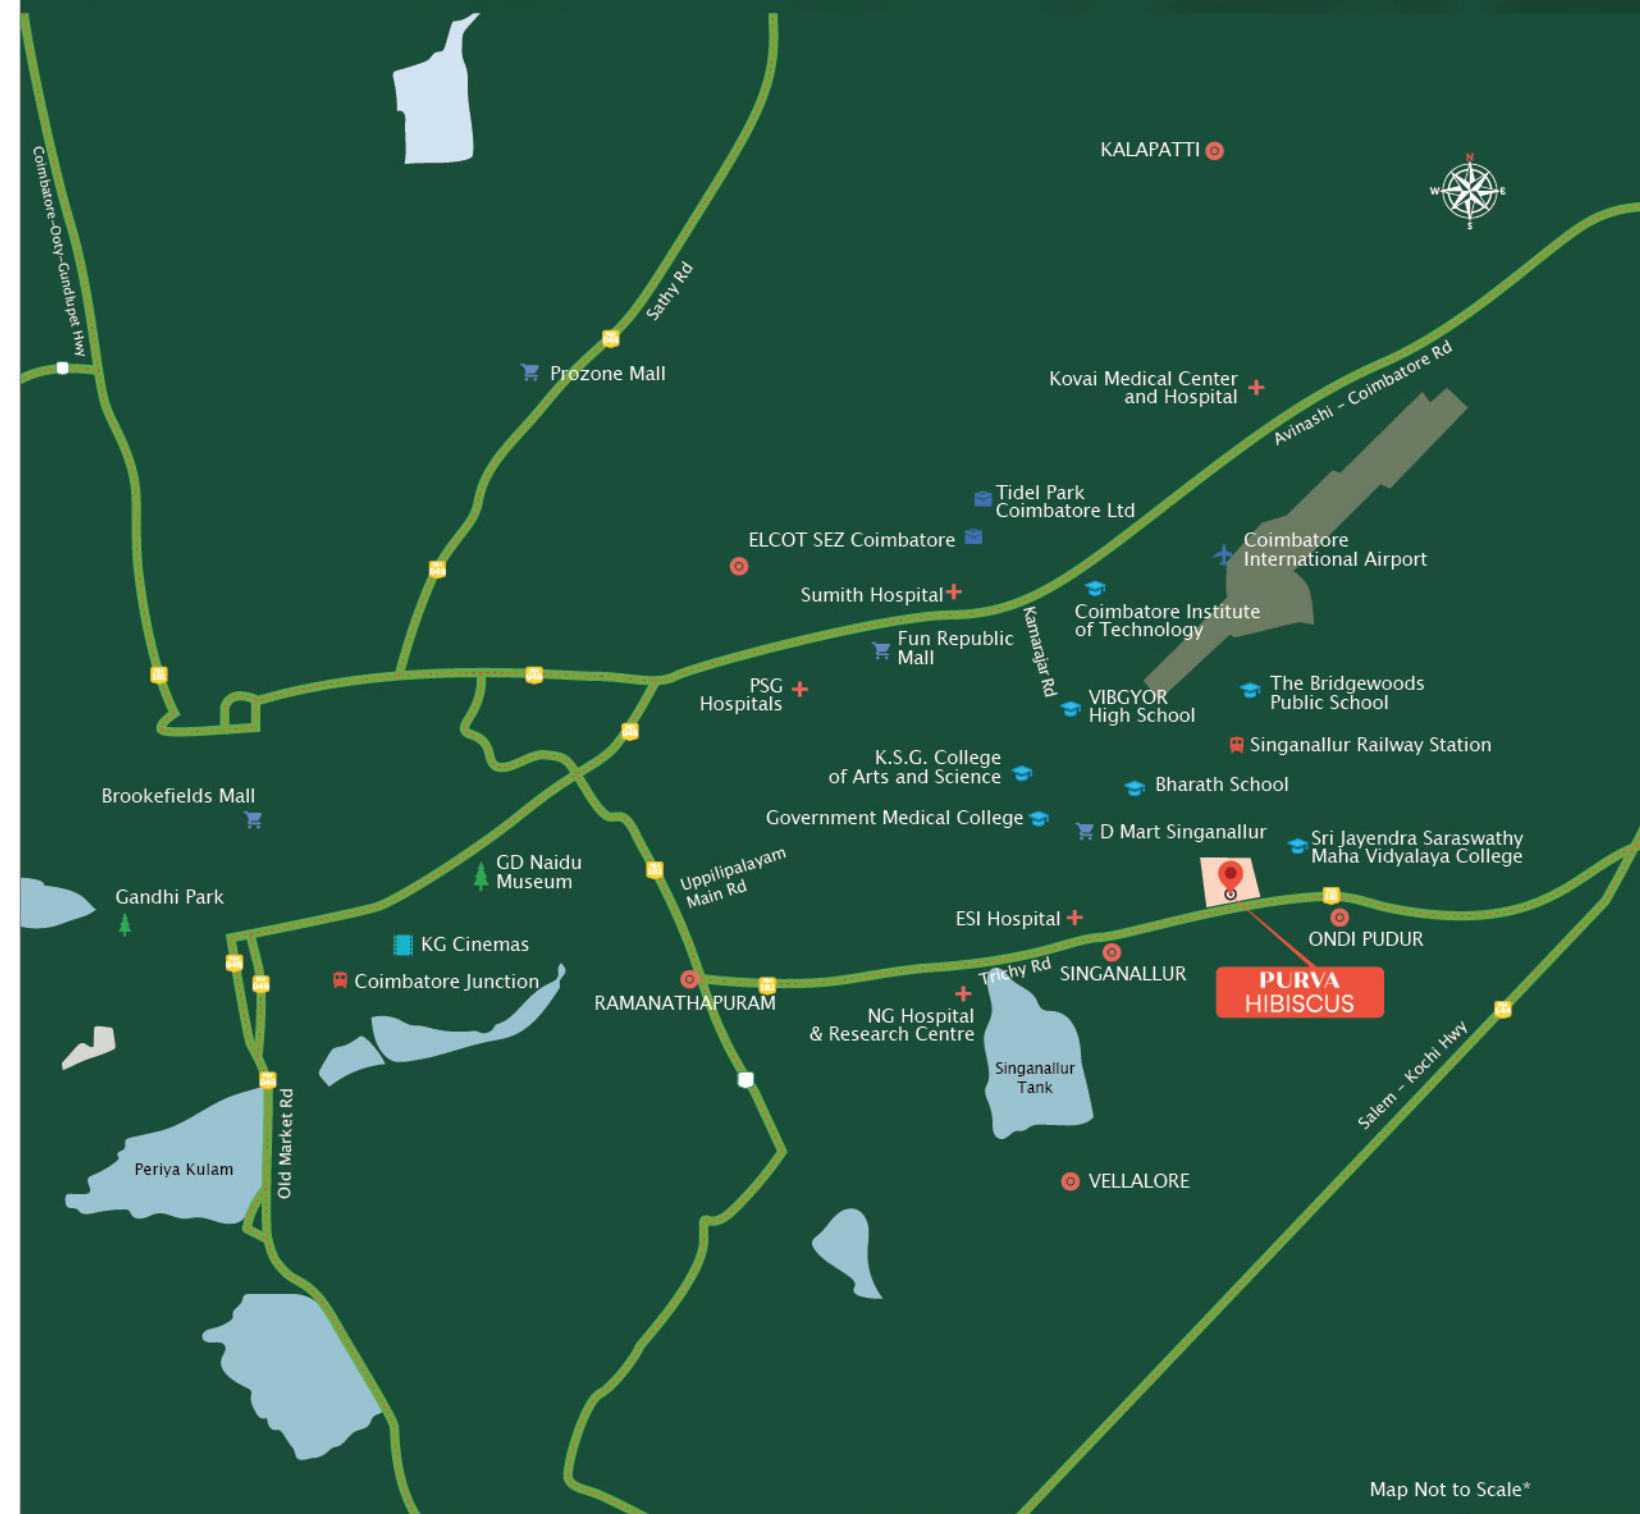 KALAPATTI
N
W
E
S
Coimbatore-Ooty-Gundlupet Hwy
Sathy Rd
Prozone Mall
Kovai Medical Center
and Hospital
Avinashi - Coimbatore Rd
Tidel Park
Coimbatore Ltd
ELCOT SEZ Coimbatore
Coimbatore
International Airport
Sumith Hospital
Coimbatore Institute
of Technology
Kamarajar Rd
Fun Republic
Mall
PSG
Hospitals
VIBGYOR
High School
The Bridgewoods
Public School
Singanallur Railway Station
K.S.G. College
of Arts and Science
Bharath School
Brookefields Mall
Government Medical College
D Mart Singanallur
Sri Jayendra Saraswathy
Maha Vidyalaya College
GD Naidu
Museum
Uppilipalayam
Main Rd
Gandhi Park
ESI Hospital
ONDI PUDUR
KG Cinemas
Coimbatore Junction
Trichy Rd
SINGANALLUR
PURVA
HIBISCUS
RAMANATHAPURAM
NG Hospital
& Research Centre
Singanallur
Tank
Salem - Kochi Hwy
Old Market Rd
Periya Kulam
VELLALORE
Map Not to Scale*